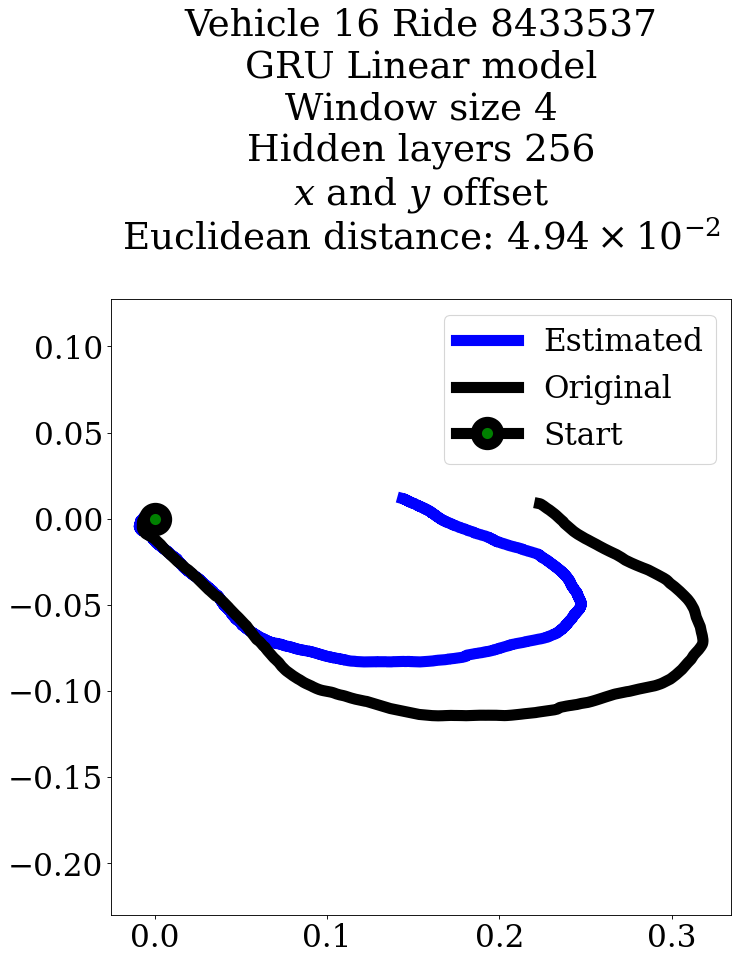 Vehicle 16 Ride 8433537
GRU Linear model
Window size 4
Hidden layers 256
x and y offset
Euclidean distance: 4.94 × 10⁻²
Estimated
Original
Start
0.10
0.05
0.00
−0.05
−0.10
−0.15
−0.20
0.0 0.1 0.2 0.3